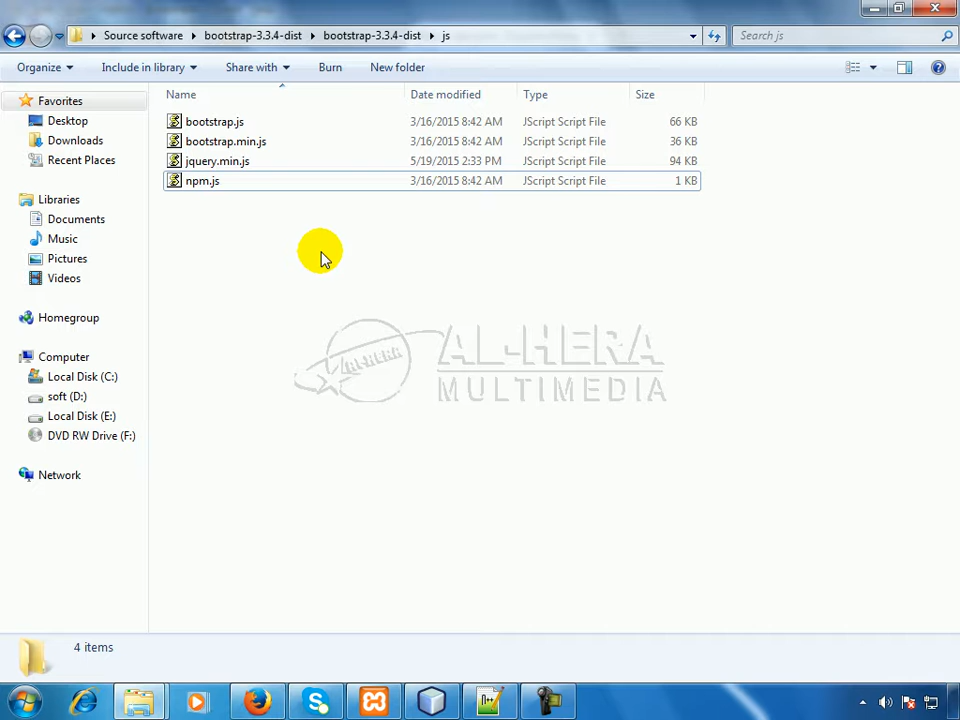 Source software bootstrap-3.3.4-dist bootstrap-3.3.4-dist js
Search js
Organize Include in library Share with Burn New folder
Name Date modified Type Size
bootstrap.js 3/16/2015 8:42 AM JScript Script File 66 KB
bootstrap.min.js 3/16/2015 8:42 AM JScript Script File 36 KB
jquery.min.js 5/19/2015 2:33 PM JScript Script File 94 KB
npm.js 3/16/2015 8:42 AM JScript Script File 1 KB
Favorites
Desktop
Downloads
Recent Places
Libraries
Documents
Music
Pictures
Videos
Homegroup
Computer
Local Disk (C:)
soft (D:)
Local Disk (E:)
DVD RW Drive (F:)
Network
AL-HERA
AL-HERA
MULTIMEDIA
4 items